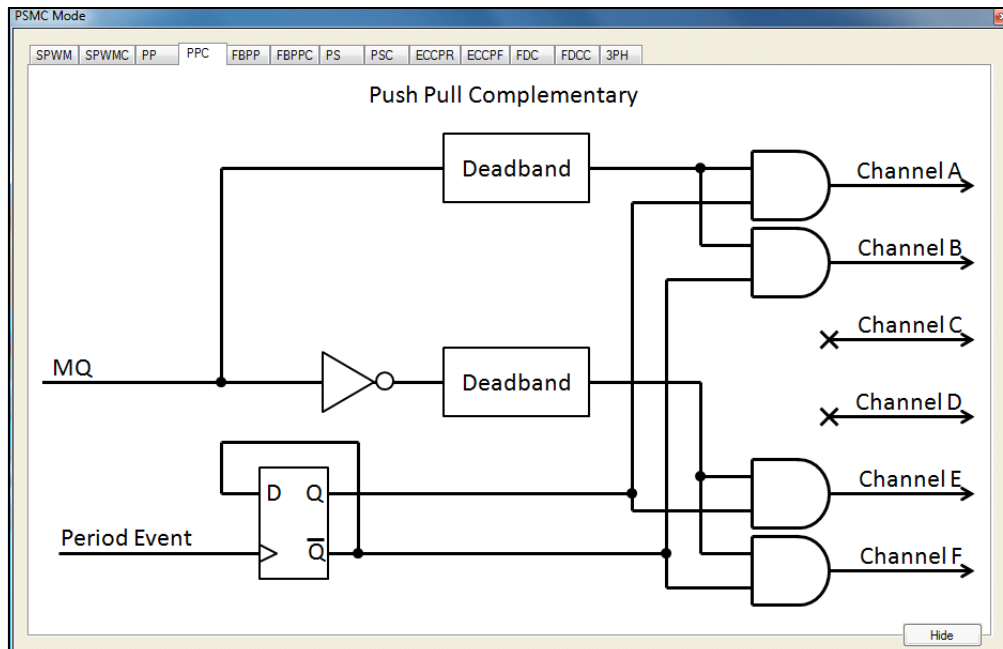 PSMC Mode
SPWM SPWMC PP PPC FBPP FBPPC PS PSC ECCPR ECCPF FDC FDCC 3PH
Push Pull Complementary
Deadband
Channel A
Channel B
Channel C
MQ
Deadband
Channel D
D Q
Channel E
Period Event
Q̅
Channel F
Hide